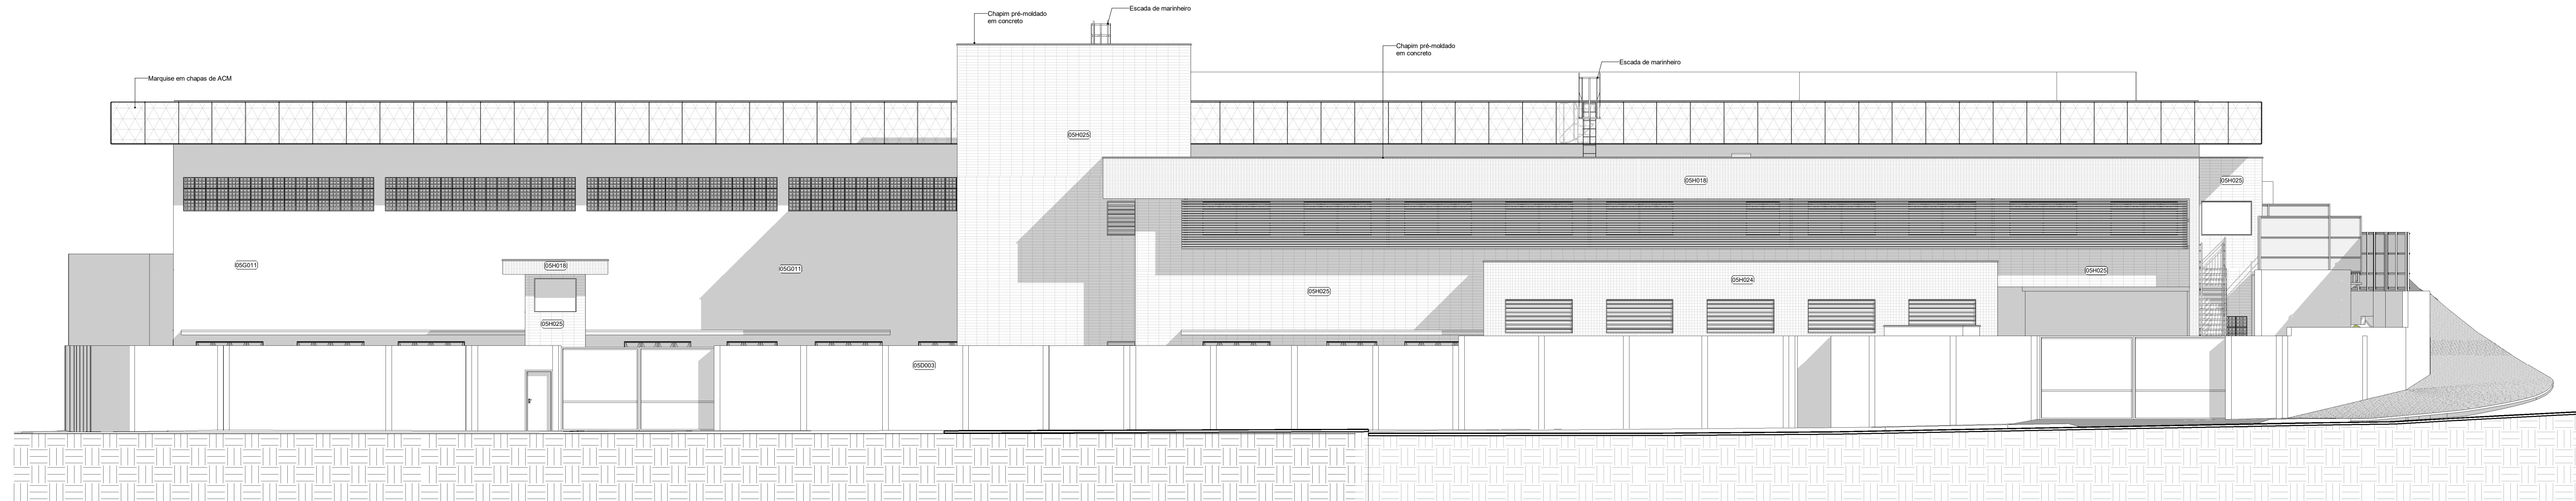 Chapim pré-moldado
em concreto
Escada de marinheiro
Chapim pré-moldado
em concreto
Escada de marinheiro
Marquise em chapas de ACM
05H025
05H018
05H025
05G011
05H018
05G011
05H025
05H024
05H025
05H025
05D003